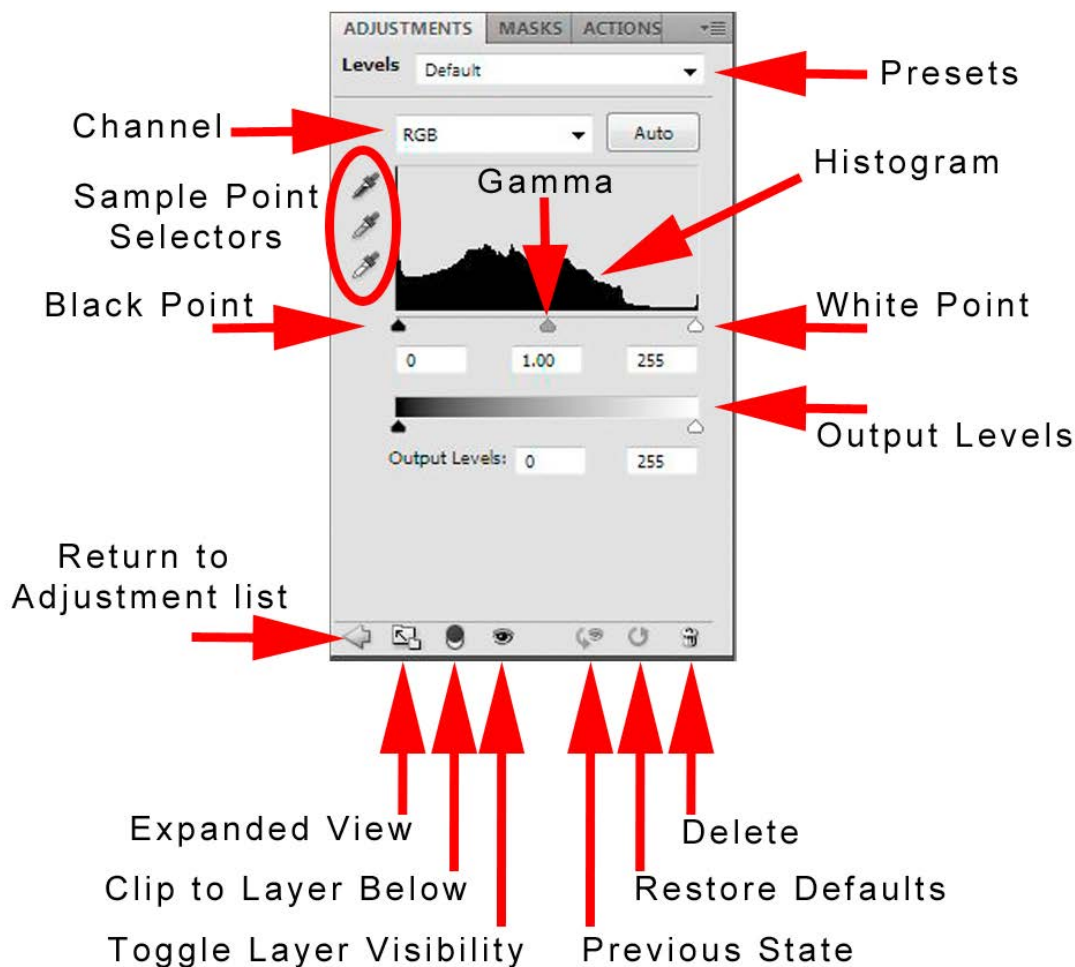 ADJUSTMENTS MASKS ACTIONS
Levels Default
Presets
Channel
RGB
Auto
Histogram
Gamma
Sample Point
Selectors
Black Point
White Point
0 1.00 255
Output Levels
Output Levels: 0 255
Return to
Adjustment list
Expanded View
Delete
Clip to Layer Below
Restore Defaults
Toggle Layer Visibility
Previous State